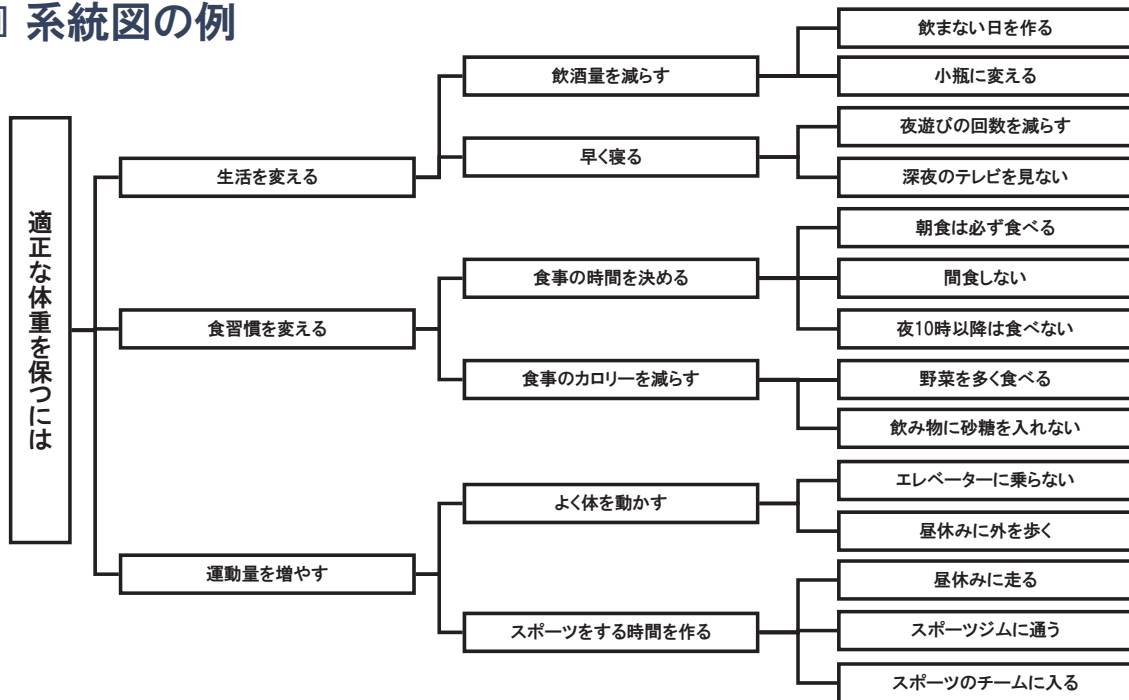 系統図の例
適正な体重を保つには
生活を変える
飲酒量を減らす
飲まない日を作る
小瓶に変える
早く寝る
夜遊びの回数を減らす
深夜のテレビを見ない
食習慣を変える
食事の時間を決める
朝食は必ず食べる
間食しない
夜10時以降は食べない
食事のカロリーを減らす
野菜を多く食べる
飲み物に砂糖を入れない
運動量を増やす
よく体を動かす
エレベーターに乗らない
昼休みに外を歩く
スポーツをする時間を作る
昼休みに走る
スポーツジムに通う
スポーツのチームに入る